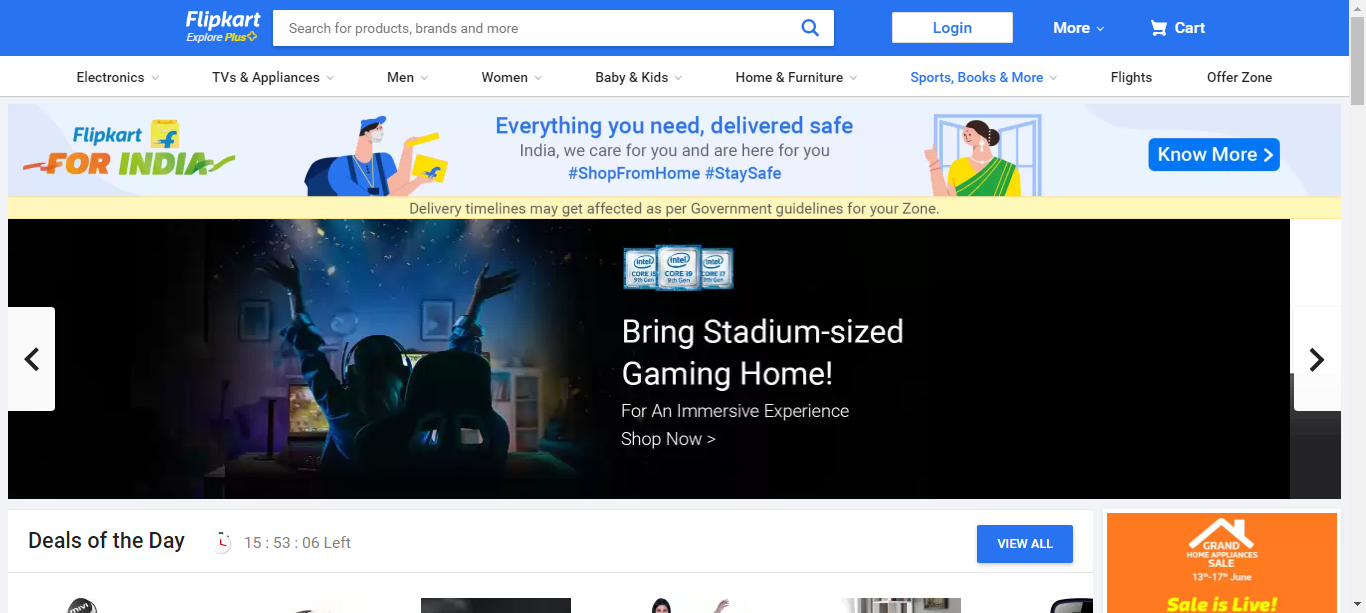 Flipkart
Explore Plus
Search for products, brands and more
Login
More
Cart
Electronics
TVs & Appliances
Men
Women
Baby & Kids
Home & Furniture
Sports, Books & More
Flights
Offer Zone
Flipkart
FOR INDIA
Everything you need, delivered safe
India, we care for you and are here for you
#ShopFromHome #StaySafe
Know More >
Delivery timelines may get affected as per Government guidelines for your Zone.
intel intel intel
CORE i5 CORE i9 CORE i7
9th Gen 9th Gen 9th Gen
Bring Stadium-sized
Gaming Home!
For An Immersive Experience
Shop Now >
Deals of the Day
15 : 53 : 06 Left
VIEW ALL
GRAND
HOME APPLIANCES
SALE
13th-17th June
Sale is Live!
mivi